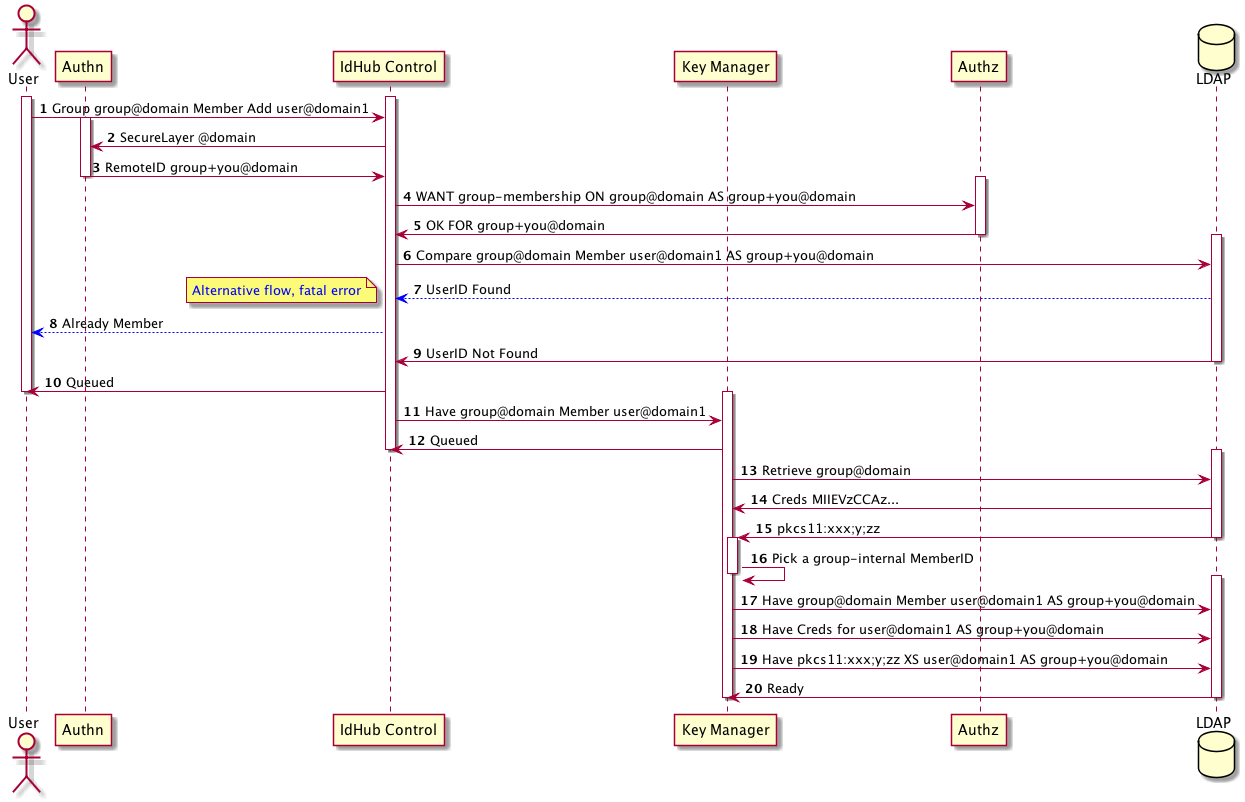 User
Authn
IdHub Control
Key Manager
Authz
LDAP
1 Group group@domain Member Add user@domain1
2 SecureLayer @domain
3 RemoteID group+you@domain
4 WANT group-membership ON group@domain AS group+you@domain
5 OK FOR group+you@domain
6 Compare group@domain Member user@domain1 AS group+you@domain
Alternative flow, fatal error
7 UserID Found
8 Already Member
9 UserID Not Found
10 Queued
11 Have group@domain Member user@domain1
12 Queued
13 Retrieve group@domain
14 Creds MIIEVzCCAz...
15 pkcs11:xxx;y;zz
16 Pick a group-internal MemberID
17 Have group@domain Member user@domain1 AS group+you@domain
18 Have Creds for user@domain1 AS group+you@domain
19 Have pkcs11:xxx;y;zz XS user@domain1 AS group+you@domain
20 Ready
User
Authn
IdHub Control
Key Manager
Authz
LDAP